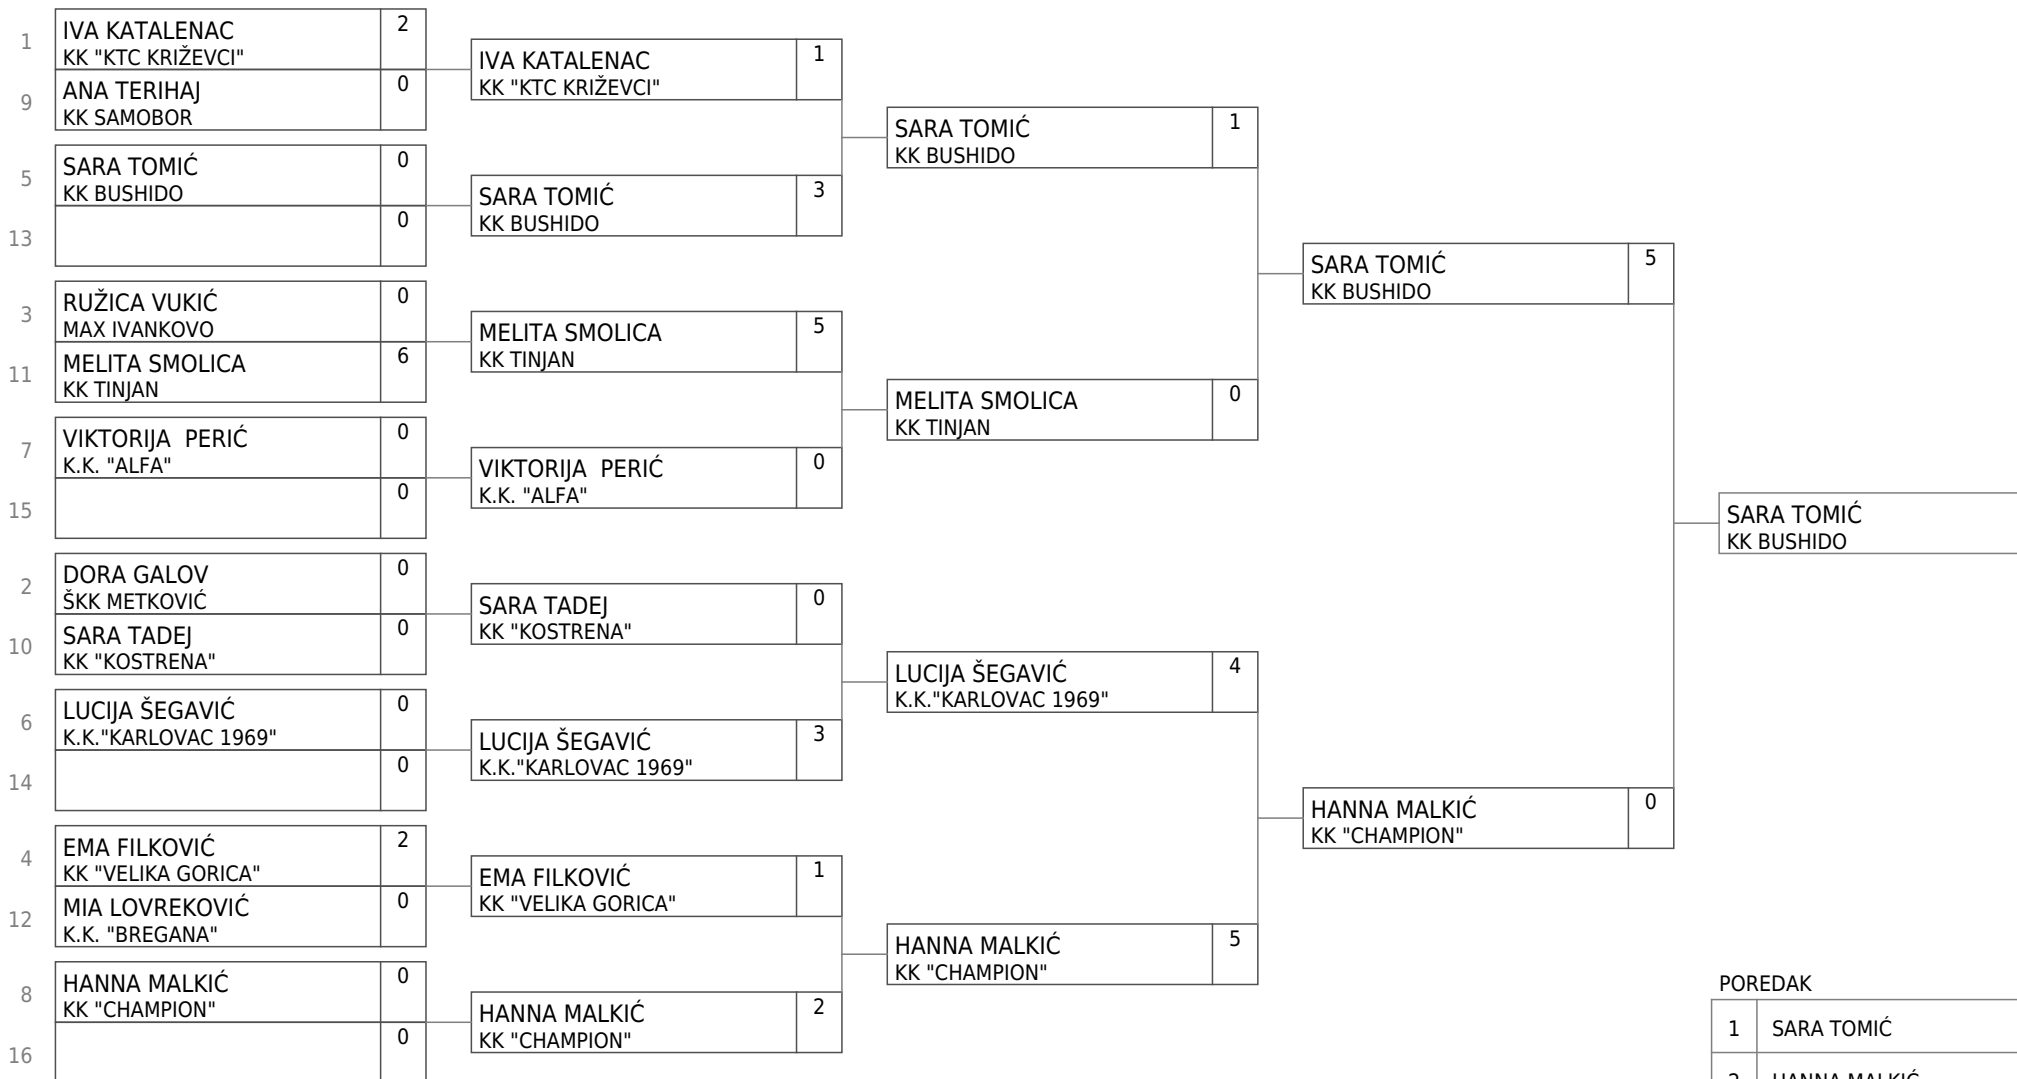 1
IVA KATALENAC
KK "KTC KRIŽEVCI"
2
9
ANA TERIHAJ
KK SAMOBOR
0
5
SARA TOMIĆ
KK BUSHIDO
0
13
0
3
RUŽICA VUKIĆ
MAX IVANKOVO
0
11
MELITA SMOLICA
KK TINJAN
6
7
VIKTORIJA  PERIĆ
K.K. "ALFA"
0
15
0
2
DORA GALOV
ŠKK METKOVIĆ
0
10
SARA TADEJ
KK "KOSTRENA"
0
6
LUCIJA ŠEGAVIĆ
K.K."KARLOVAC 1969"
0
14
0
4
EMA FILKOVIĆ
KK "VELIKA GORICA"
2
12
MIA LOVREKOVIĆ
K.K. "BREGANA"
0
8
HANNA MALKIĆ
KK "CHAMPION"
0
16
0
IVA KATALENAC
KK "KTC KRIŽEVCI"
1
SARA TOMIĆ
KK BUSHIDO
3
MELITA SMOLICA
KK TINJAN
5
VIKTORIJA  PERIĆ
K.K. "ALFA"
0
SARA TADEJ
KK "KOSTRENA"
0
LUCIJA ŠEGAVIĆ
K.K."KARLOVAC 1969"
3
EMA FILKOVIĆ
KK "VELIKA GORICA"
1
HANNA MALKIĆ
KK "CHAMPION"
2
SARA TOMIĆ
KK BUSHIDO
1
MELITA SMOLICA
KK TINJAN
0
LUCIJA ŠEGAVIĆ
K.K."KARLOVAC 1969"
4
HANNA MALKIĆ
KK "CHAMPION"
5
SARA TOMIĆ
KK BUSHIDO
5
HANNA MALKIĆ
KK "CHAMPION"
0
SARA TOMIĆ
KK BUSHIDO
POREDAK
1 SARA TOMIĆ
2 HANNA MALKIĆ